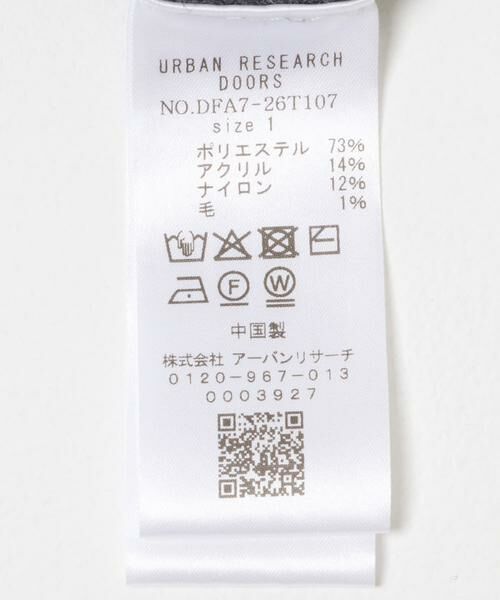 URBAN RESEARCH
DOORS
NO.DFA7-26T107
size 1
ポリエステル 73%
アクリル 14%
ナイロン 12%
毛 1%
F W
中国製
株式会社 アーバンリサーチ
0120-967-013
0003927